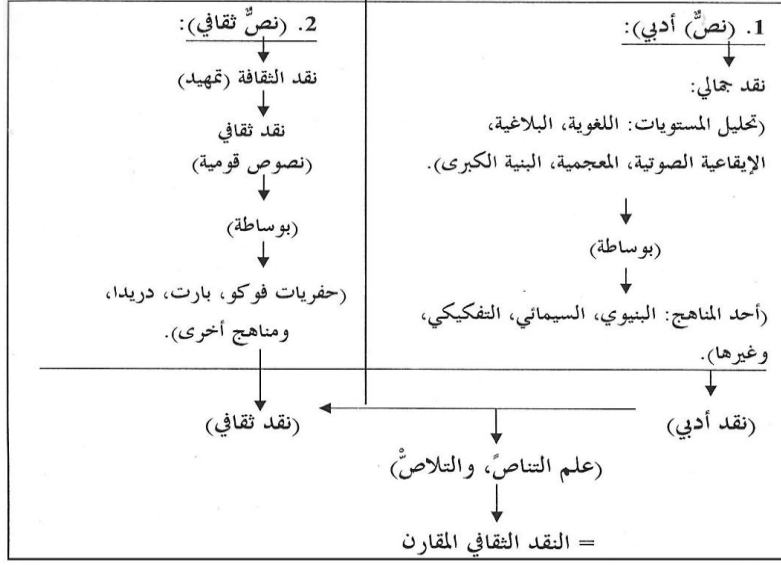 1. (نصٌّ) أدبي):
نقد جمالي:
(تحليل المستويات: اللغوية، البلاغية،
الإيقاعية الصوتية، المعجمية، البنية الكبرى).
(بوساطة)
(أحد المناهج: البنيوي، السيمائي، التفكيكي،
وغيرها).
(نقد أدبي)
2. (نصٌّ ثقافي):
نقد الثقافة (تمهيد)
نقد ثقافي
(نصوص قومية)
(بوساطة)
(حفريات فوكو، بارت، دريدا،
ومناهج أخرى).
(نقد ثقافي)
(علم التناصّ، والتلاصّ)
= النقد الثقافي المقارن